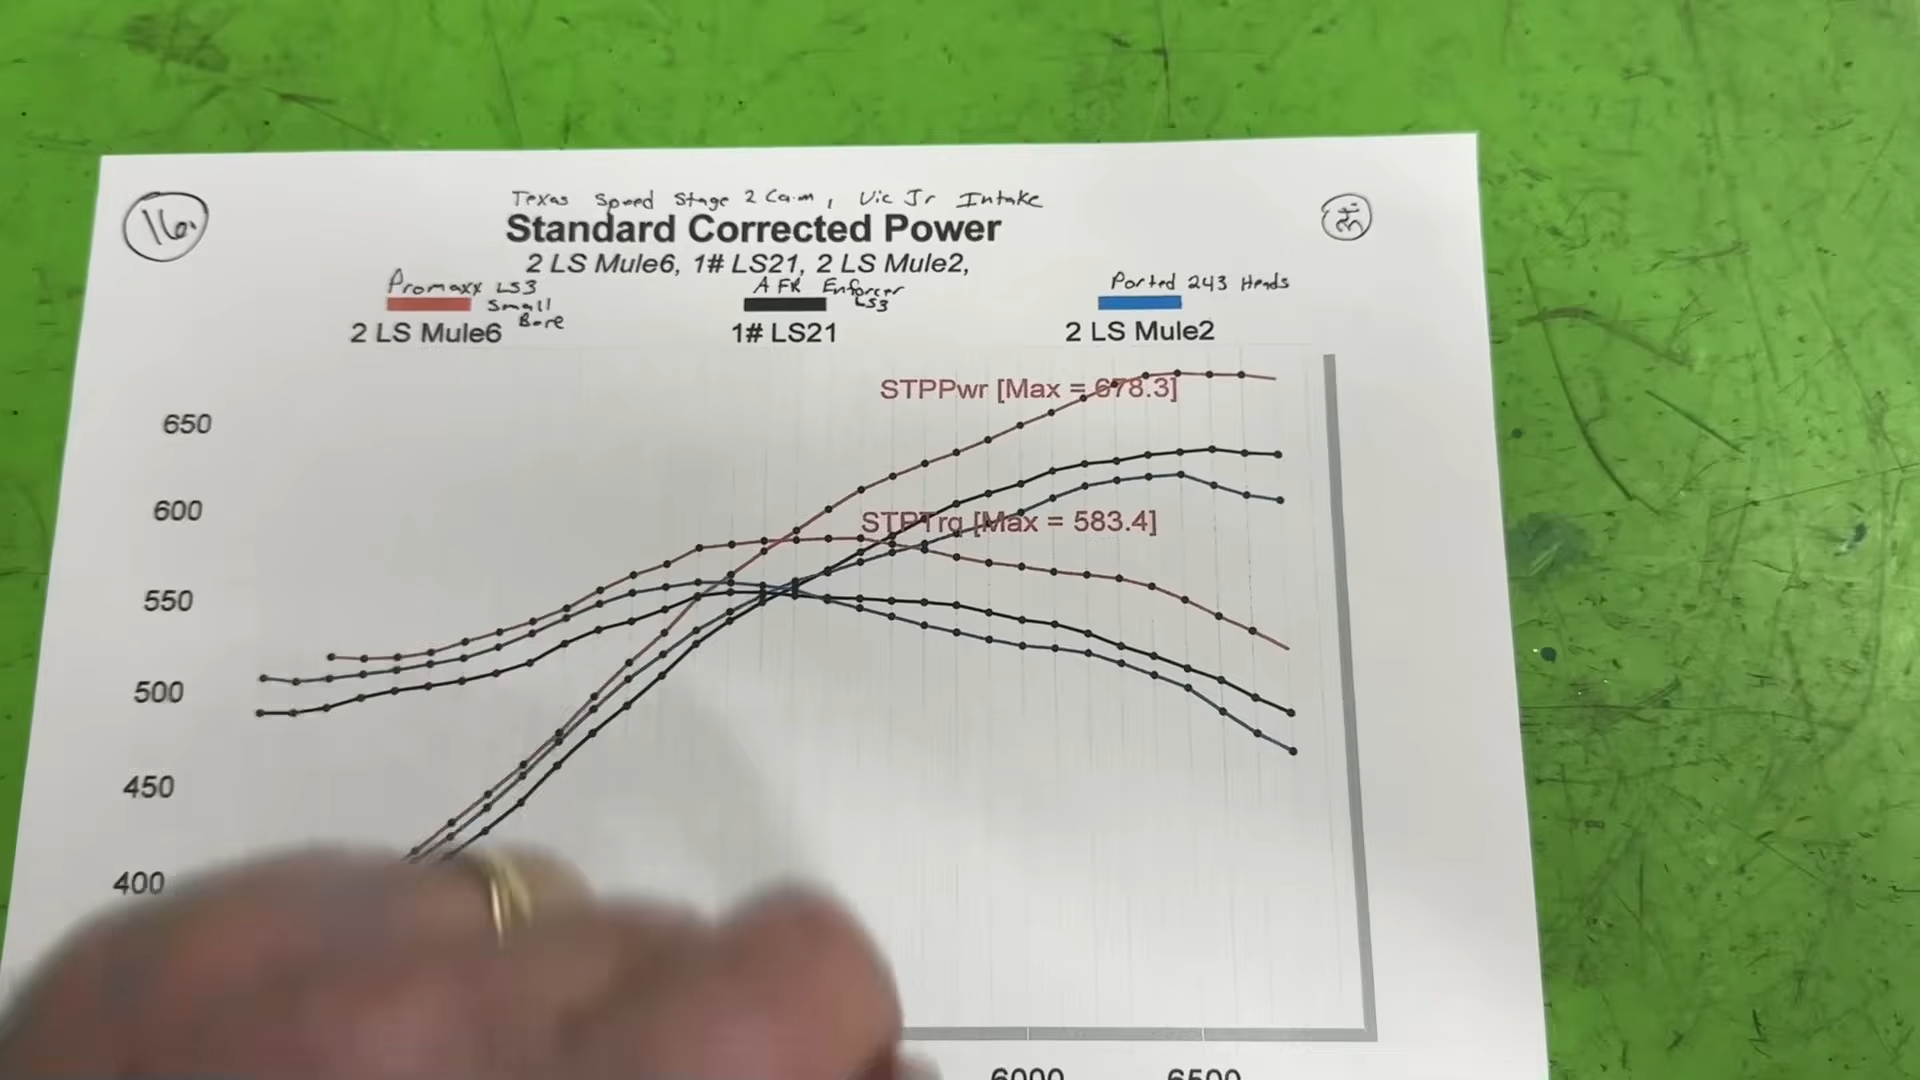 16.
Texas Speed Stage 2 Cam, Vic Jr Intake
Standard Corrected Power
2 LS Mule6, 1# LS21, 2 LS Mule2,
Promaxx LS3
Small
Bore
2 LS Mule6
AFR Enforcer
LS3
1# LS21
Ported 243 Heads
2 LS Mule2
STPPwr [Max = 678.3]
STPTrq [Max = 583.4]
650
600
550
500
450
400
6000 6500